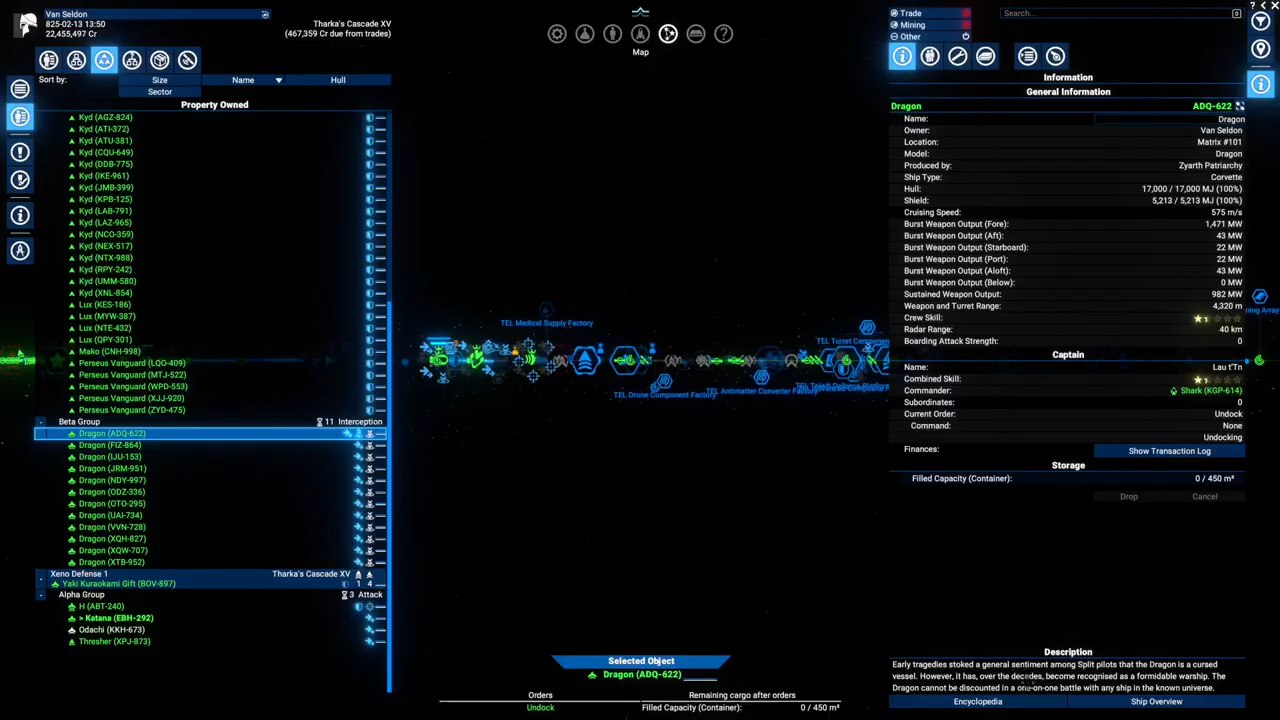 Van Seldon
825-02-13 13:50
22,455,497 Cr
Tharka's Cascade XV
(467,359 Cr due from trades)
Map
Trade
Mining
Other
Search...
Sort by:
Size
Name
Hull
Sector
Property Owned
Kyd (AGZ-824)
Kyd (ATI-372)
Kyd (ATU-381)
Kyd (CQU-649)
Kyd (DDB-775)
Kyd (IKE-961)
Kyd (JMB-399)
Kyd (KPB-125)
Kyd (LAB-791)
Kyd (LAZ-965)
Kyd (NCO-359)
Kyd (NEX-517)
Kyd (NTX-988)
Kyd (RPY-242)
Kyd (UMM-580)
Kyd (XNL-854)
Lux (KES-186)
Lux (MYW-387)
Lux (NTE-432)
Lux (QPY-301)
Mako (CNH-998)
Perseus Vanguard (LQO-409)
Perseus Vanguard (MTJ-522)
Perseus Vanguard (WPD-553)
Perseus Vanguard (XJJ-920)
Perseus Vanguard (ZYD-475)
Beta Group 11 Interception
Dragon (ADQ-622)
Dragon (FIZ-864)
Dragon (IJU-153)
Dragon (JRM-951)
Dragon (NDY-997)
Dragon (ODZ-336)
Dragon (OTO-295)
Dragon (UAI-734)
Dragon (VVN-728)
Dragon (XQH-827)
Dragon (XQW-707)
Dragon (XTB-952)
Xeno Defense 1 Tharka's Cascade XV
Yaki Kuraokami Gift (BOV-897) 1 4
Alpha Group 3 Attack
H (ABT-240)
> Katana (EBH-292)
Odachi (KKH-673)
Thresher (XPJ-873)
TEL Medical Supply Factory
TEL Drone Component Factory
TEL Antimatter Converter Factory
TEL Turret Component
Selected Object
Dragon (ADQ-622)
Orders
Remaining cargo after orders
Undock
Filled Capacity (Container): 0 / 450 m³
Information
General Information
Dragon ADQ-622
Name: Dragon
Owner: Van Seldon
Location: Matrix #101
Model: Dragon
Produced by: Zyarth Patriarchy
Ship Type: Corvette
Hull: 17,000 / 17,000 MJ (100%)
Shield: 5,213 / 5,213 MJ (100%)
Cruising Speed: 575 m/s
Burst Weapon Output (Fore): 1,471 MW
Burst Weapon Output (Aft): 43 MW
Burst Weapon Output (Starboard): 22 MW
Burst Weapon Output (Port): 22 MW
Burst Weapon Output (Aloft): 43 MW
Burst Weapon Output (Below): 0 MW
Sustained Weapon Output: 982 MW
Weapon and Turret Range: 4,320 m
Crew Skill:
Radar Range: 40 km
Boarding Attack Strength: 0
Captain
Name: Lau t'Tn
Combined Skill:
Commander: Shark (KGP-614)
Subordinates: 0
Current Order: Undock
Command: None
Undocking
Finances: Show Transaction Log
Storage
Filled Capacity (Container): 0 / 450 m³
Drop
Cancel
Description
Early tragedies stoked a general sentiment among Split pilots that the Dragon is a cursed
vessel. However, it has, over the decades, become recognised as a formidable warship. The
Dragon cannot be discounted in a one-on-one battle with any ship in the known universe.
Encyclopedia
Ship Overview